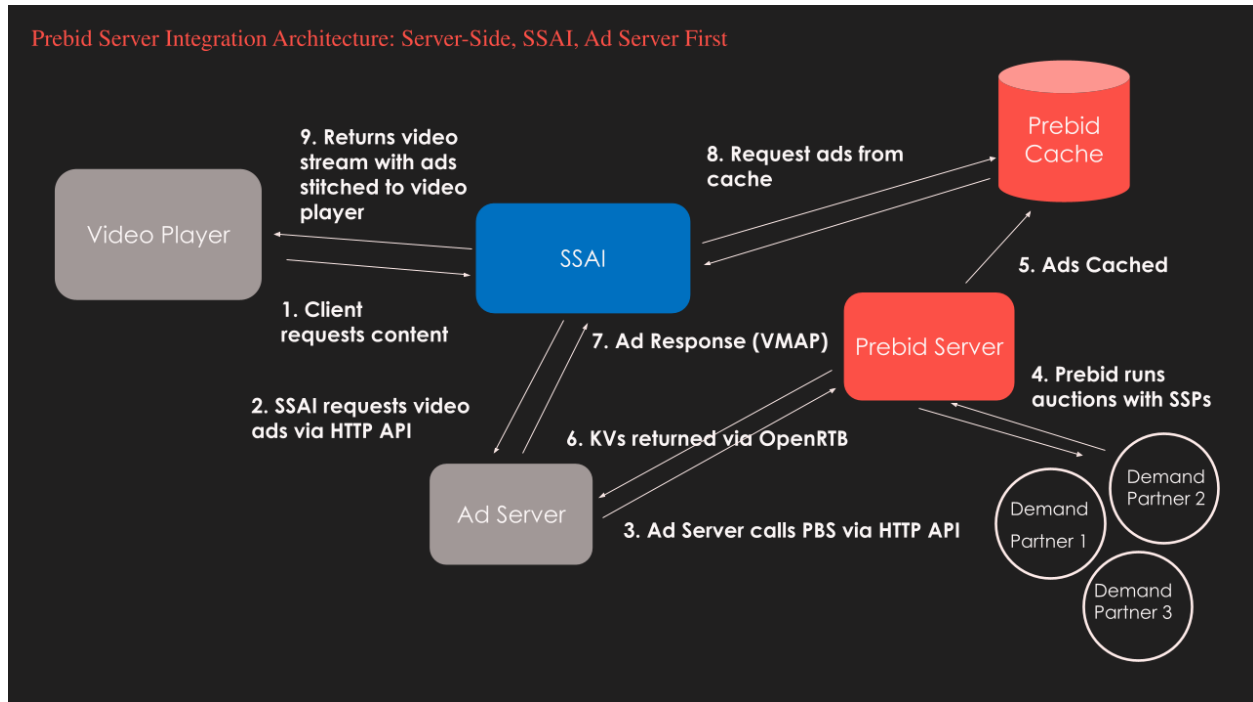 Prebid Server Integration Architecture: Server-Side, SSAI, Ad Server First
9. Returns video
stream with ads
stitched to video
player
8. Request ads from
cache
Prebid
Cache
Video Player
SSAI
5. Ads Cached
1. Client
requests content
7. Ad Response (VMAP)
Prebid Server
4. Prebid runs
auctions with SSPs
2. SSAI requests video
ads via HTTP API
6. KVs returned via OpenRTB
Ad Server
3. Ad Server calls PBS via HTTP API
Demand
Partner 2
Demand
Partner 1
Demand
Partner 3